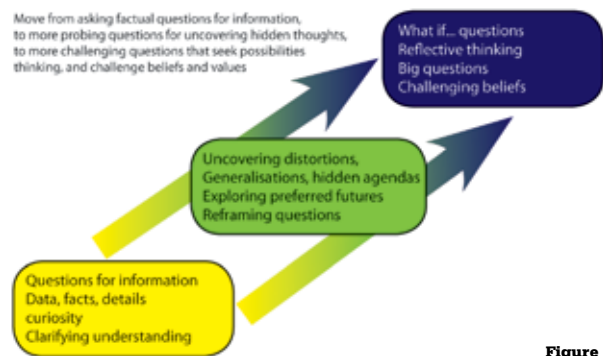 Move from asking factual questions for information,
to more probing questions for uncovering hidden thoughts,
to more challenging questions that seek possibilities
thinking, and challenge beliefs and values
What if... questions
Reflective thinking
Big questions
Challenging beliefs
Uncovering distortions,
Generalisations, hidden agendas
Exploring preferred futures
Reframing questions
Questions for information
Data, facts, details
curiosity
Clarifying understanding
Figure